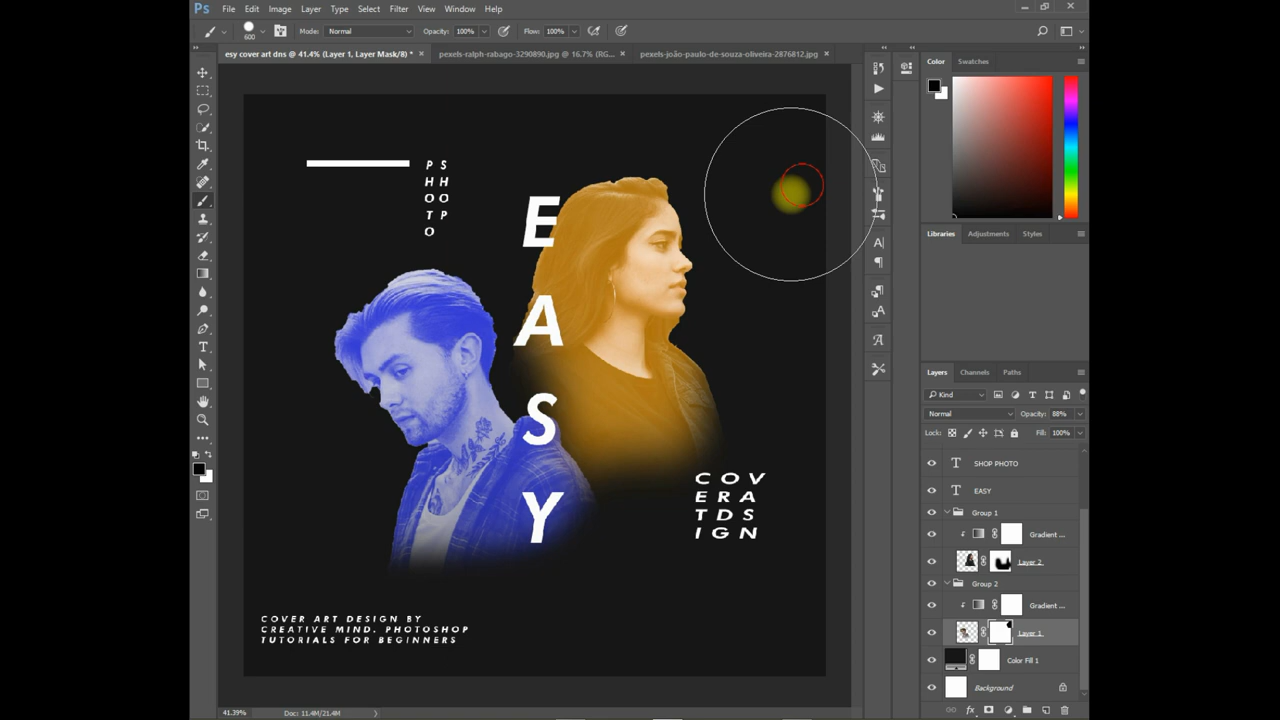 Ps File Edit Image Layer Type Select Filter View Window Help
600 Mode: Normal Opacity: 100% Flow: 100%
esy cover art dns @ 41.4% (Layer 1, Layer Mask/8) * × pexels-ralph-rabago-3290890.jpg @ 16.7% (RG... × pexels-joão-paulo-de-souza-oliveira-2876812.jpg ×
Color Swatches
P S
H H
O O
T P
O
E
A
S
Y
COV
ERA
TDS
IGN
COVER ART DESIGN BY
CREATIVE MIND. PHOTOSHOP
TUTORIALS FOR BEGINNERS
Libraries Adjustments Styles
Layers Channels Paths
Kind
Normal Opacity: 88%
Lock: Fill: 100%
SHOP PHOTO
EASY
Group 1
Gradient ...
Layer 2
Group 2
Gradient ...
Layer 1
Color Fill 1
Background
41.39% Doc: 11.4M/21.4M